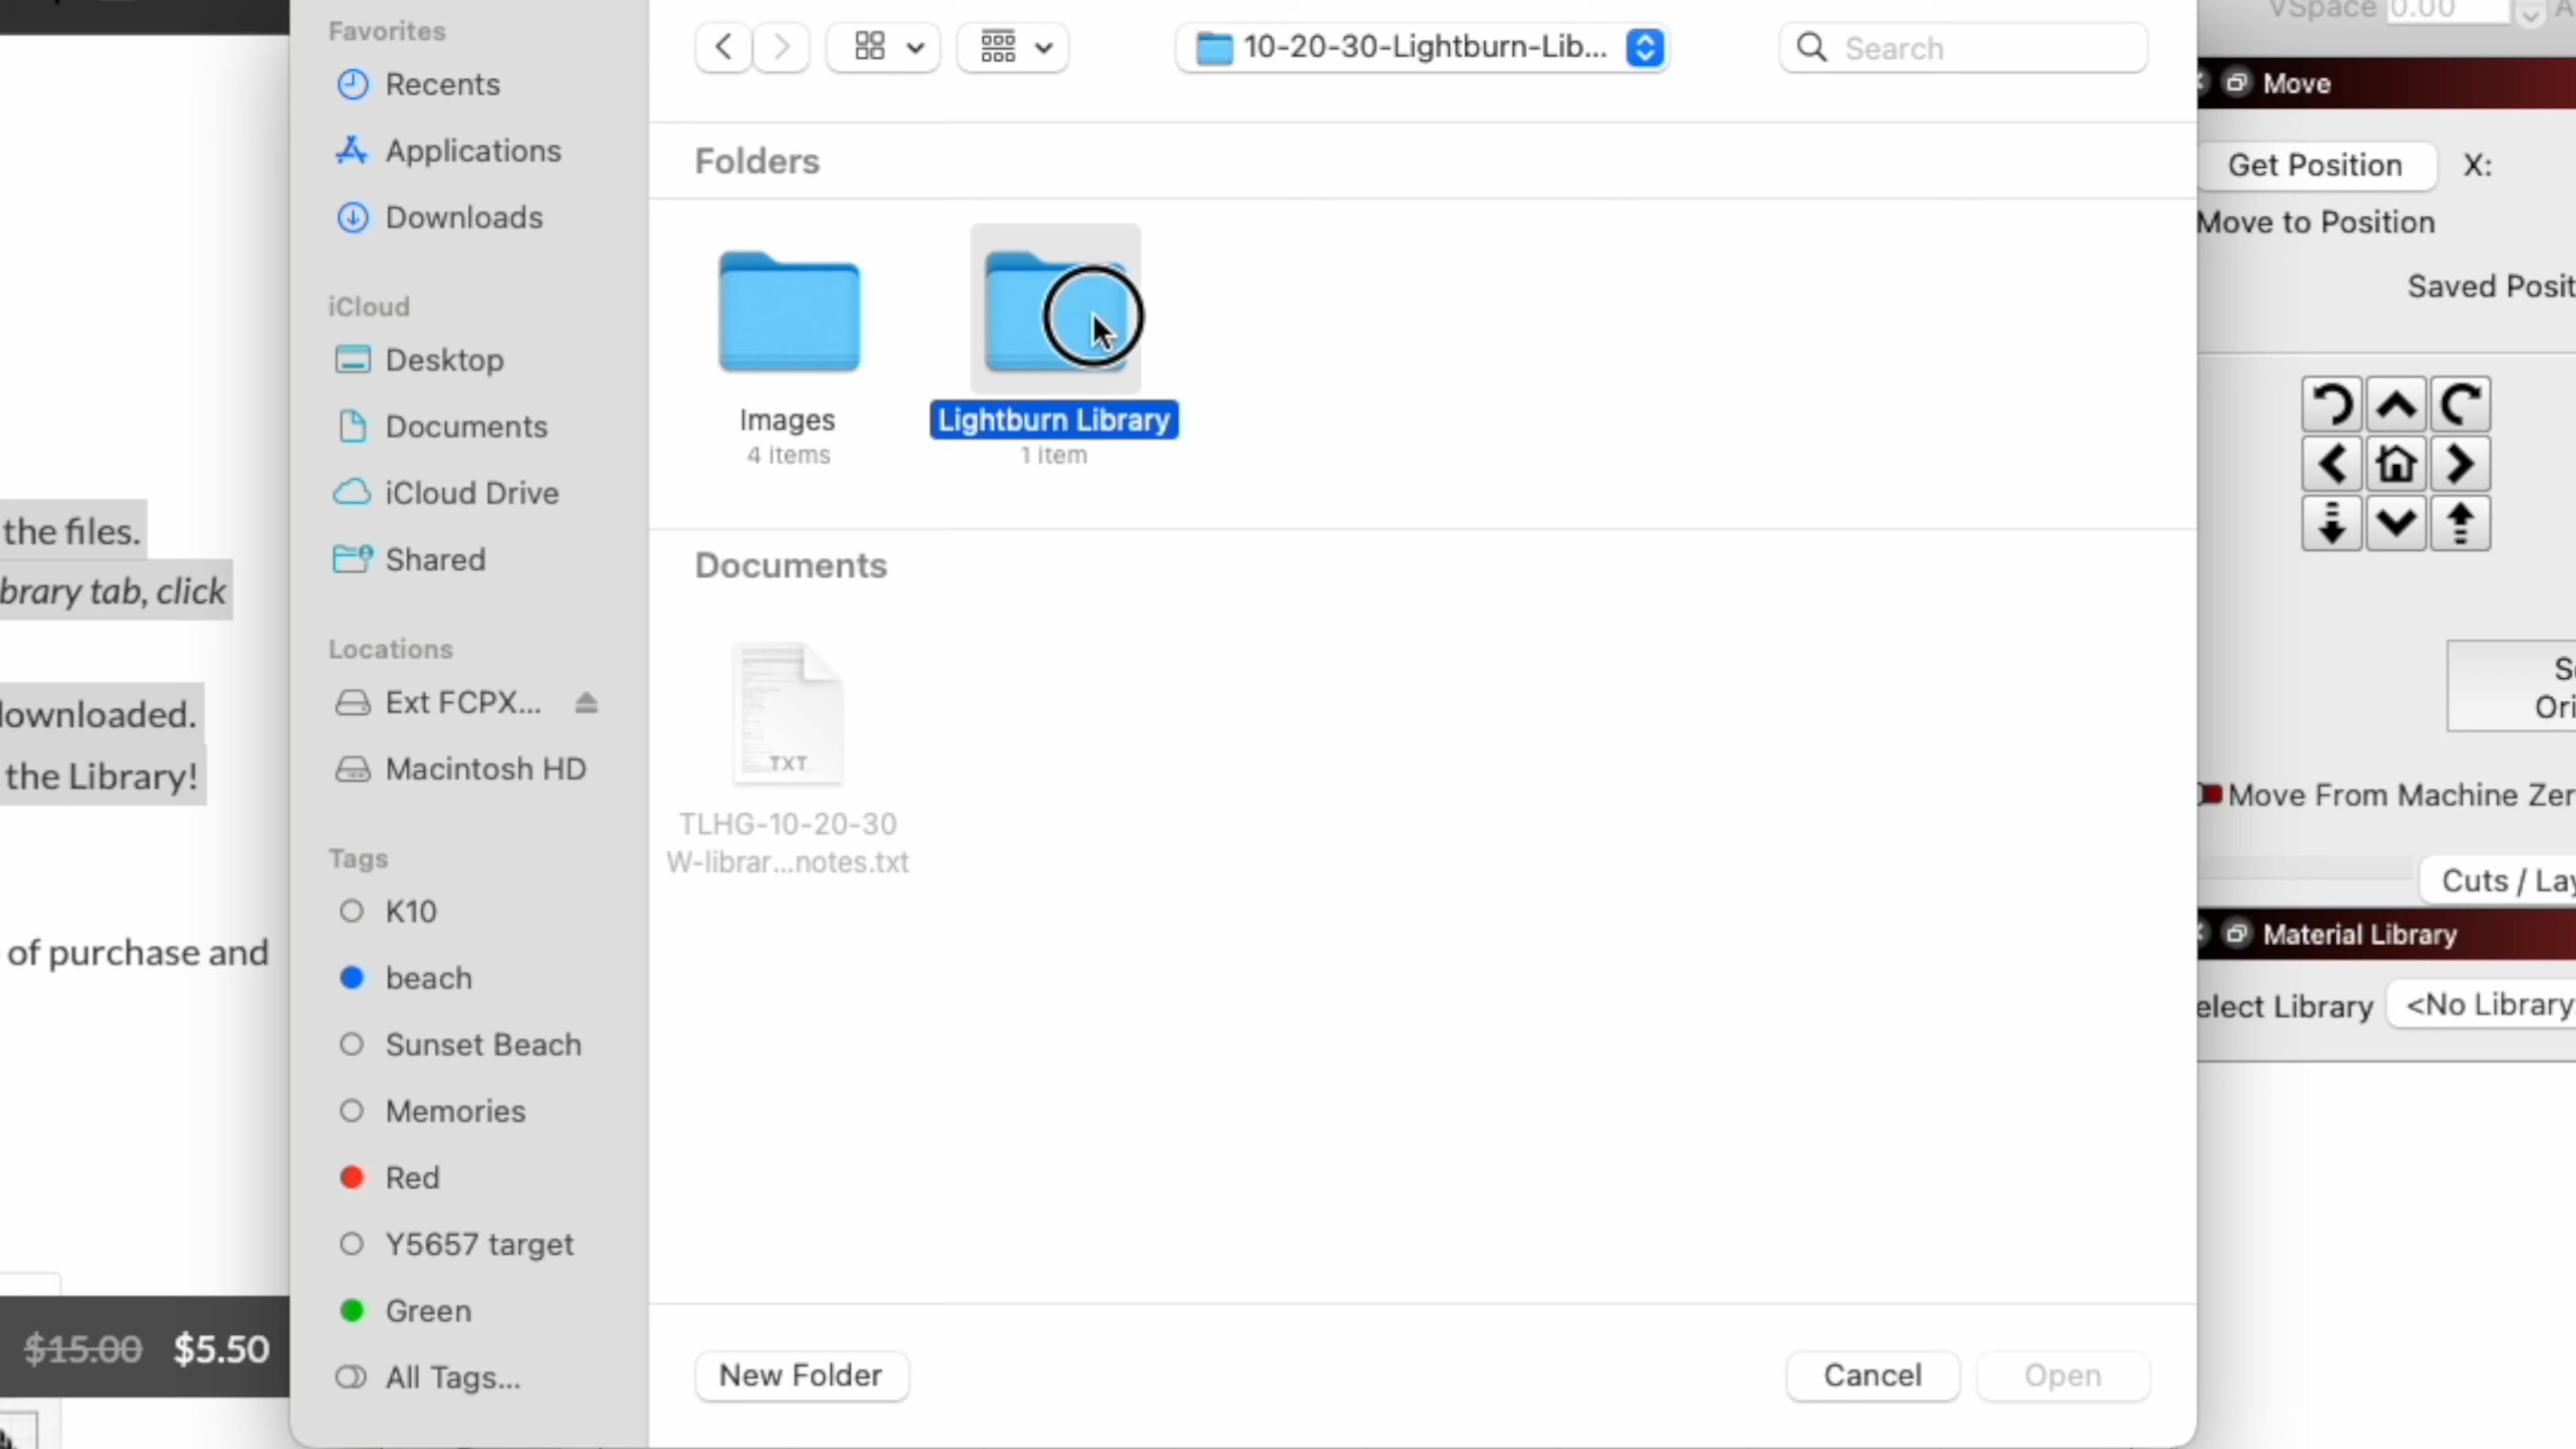 the files.
brary tab, click
the Library!
of purchase and
$15.00 $5.50
Favorites
Recents
Applications
Downloads
iCloud
Desktop
Documents
iCloud Drive
Shared
Locations
Ext FCPX...
Macintosh HD
Tags
K10
beach
Sunset Beach
Memories
Red
Y5657 target
Green
All Tags...
10-20-30-Lightburn-Lib...
Search
Folders
Images
4 items
Lightburn Library
1 item
Documents
TXT
TLHG-10-20-30
W-librar...notes.txt
New Folder
Cancel
Open
VSpace 0.00
Move
Get Position X:
Move to Position
Saved Posit
Ori
Move From Machine Zer
Cuts / Lay
Material Library
elect Library <No Library